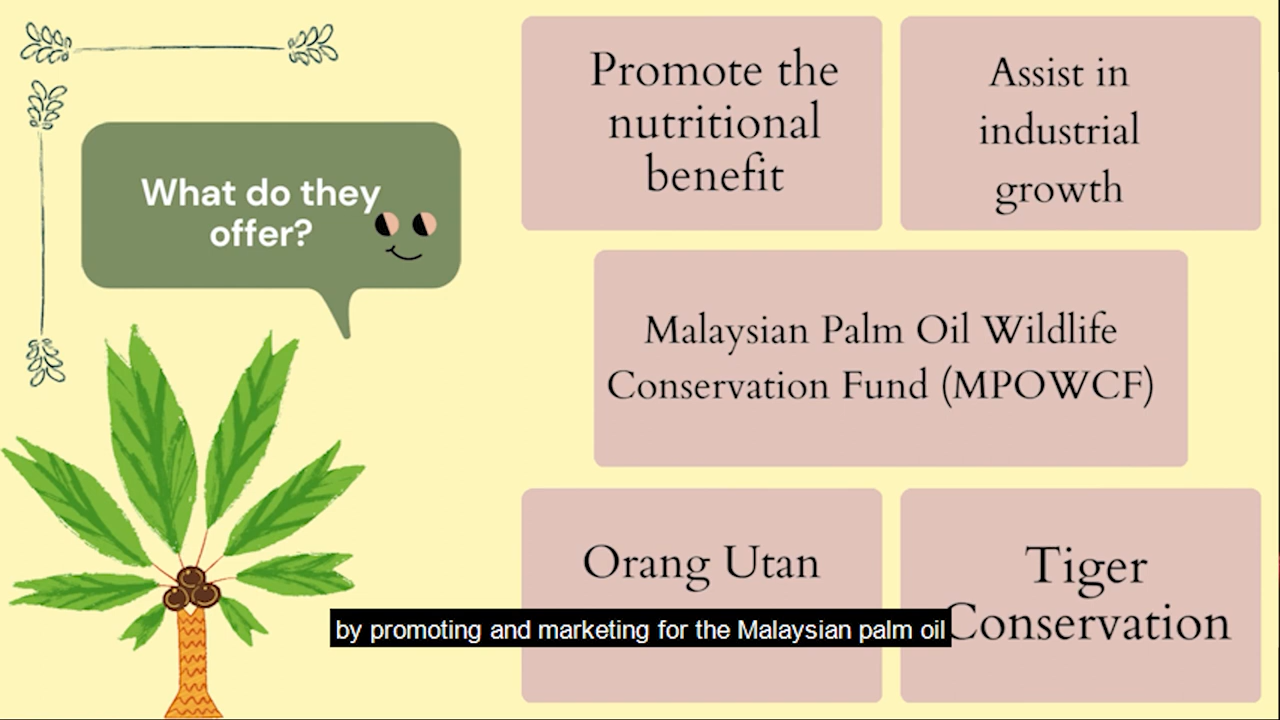 What do they
offer?
Promote the
nutritional
benefit
Assist in
industrial
growth
Malaysian Palm Oil Wildlife
Conservation Fund (MPOWCF)
Orang Utan
Tiger
Conservation
by promoting and marketing for the Malaysian palm oil